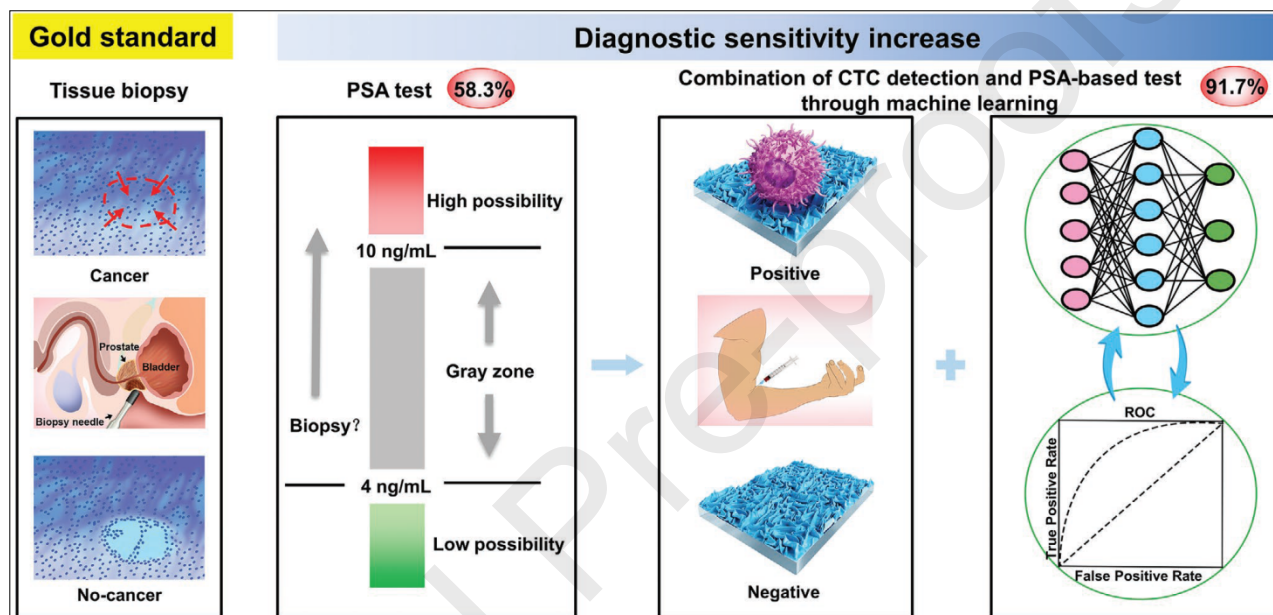 Gold standard
Diagnostic sensitivity increase
Tissue biopsy
PSA test
58.3%
Combination of CTC detection and PSA-based test
through machine learning
91.7%
Cancer
Prostate
Bladder
Biopsy needle
No-cancer
High possibility
10 ng/mL
Gray zone
Biopsy?
4 ng/mL
Low possibility
Positive
Negative
ROC
True Positive Rate
False Positive Rate
Pre-proofs